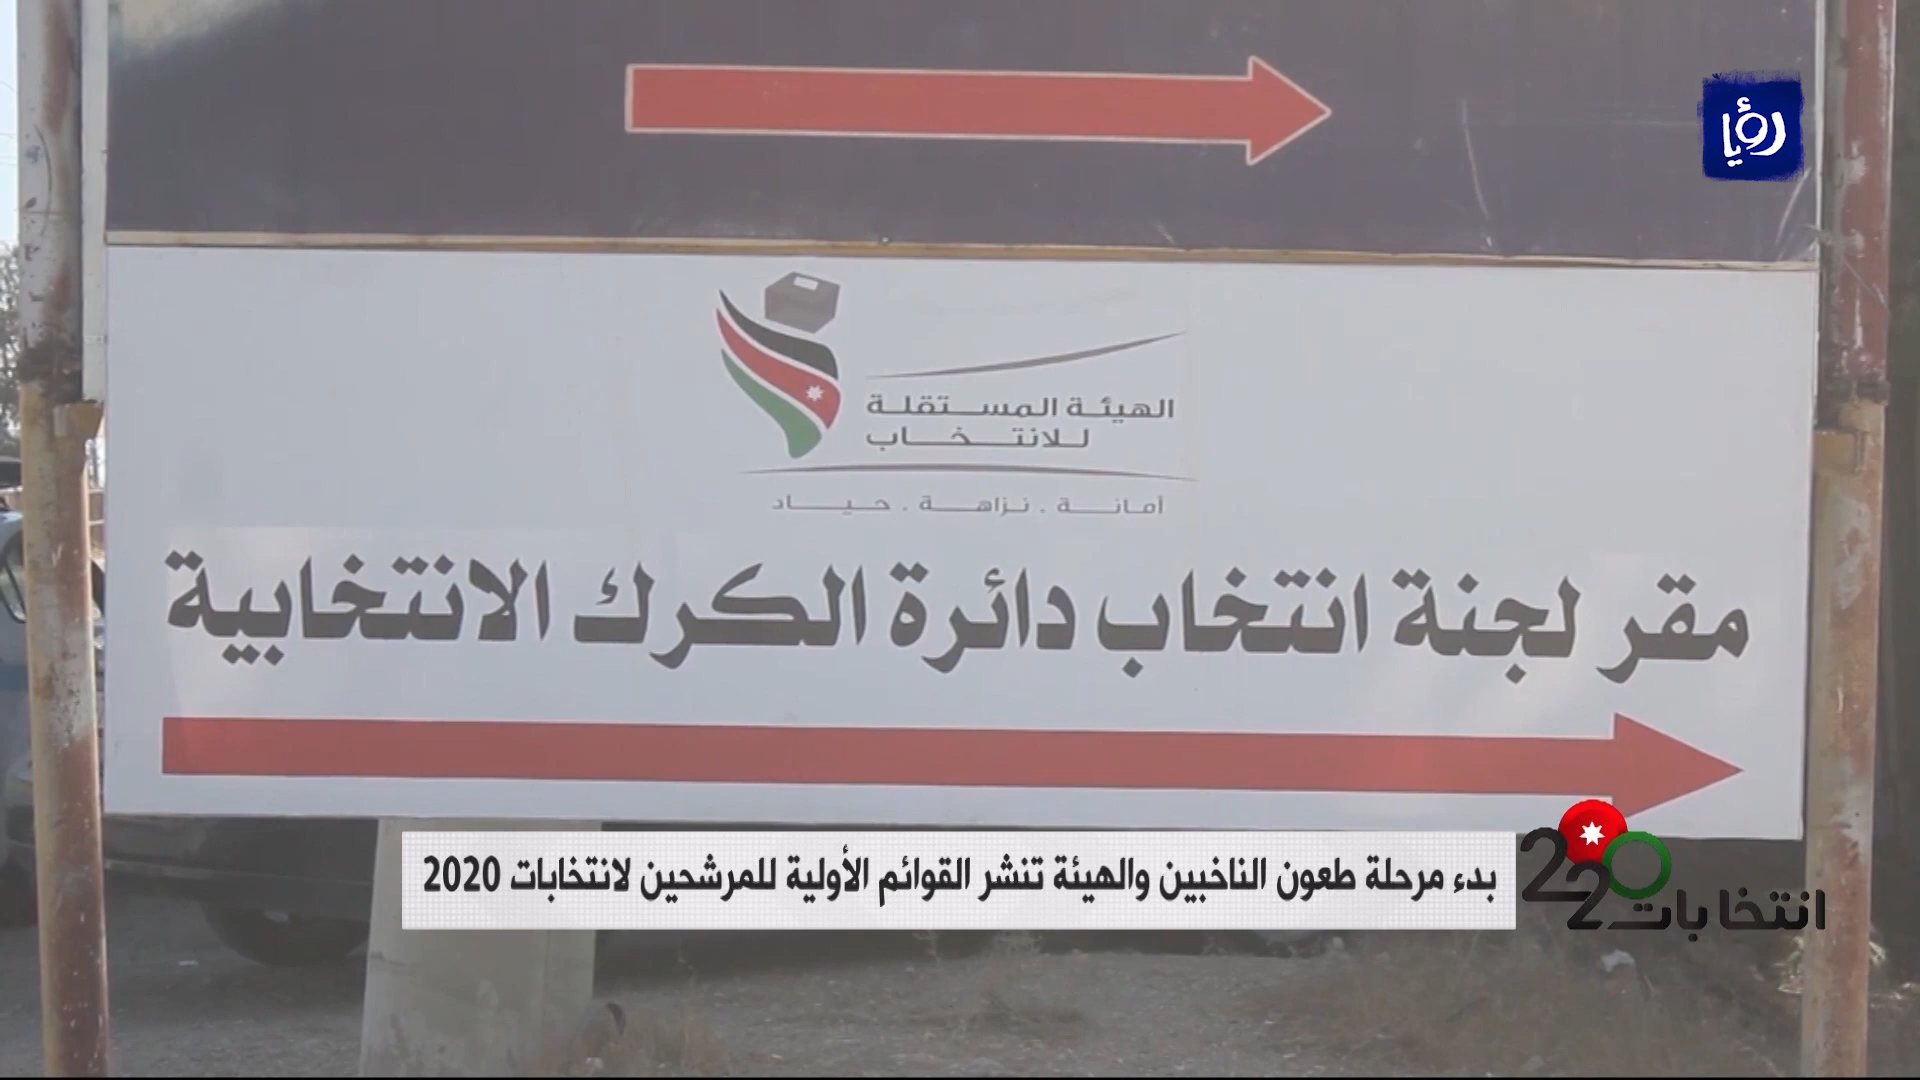 رؤيا
الهيئة المستقلة
للانتخاب
أمانة . نزاهة . حياد
مقر لجنة انتخاب دائرة الكرك الانتخابية
بدء مرحلة طعون الناخبين والهيئة تنشر القوائم الأولية للمرشحين لانتخابات 2020
2020
انتخابات